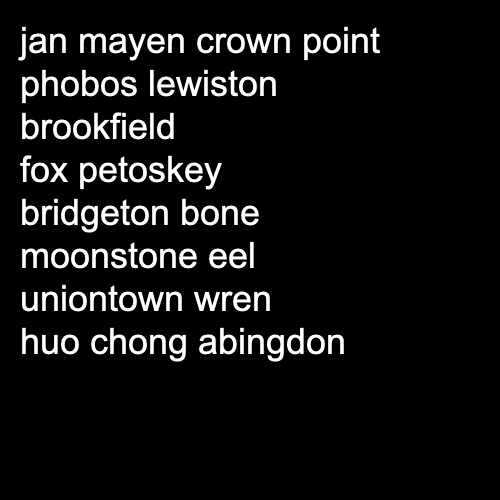 jan mayen crown point
phobos lewiston
brookfield
fox petoskey
bridgeton bone
moonstone eel
uniontown wren
huo chong abingdon